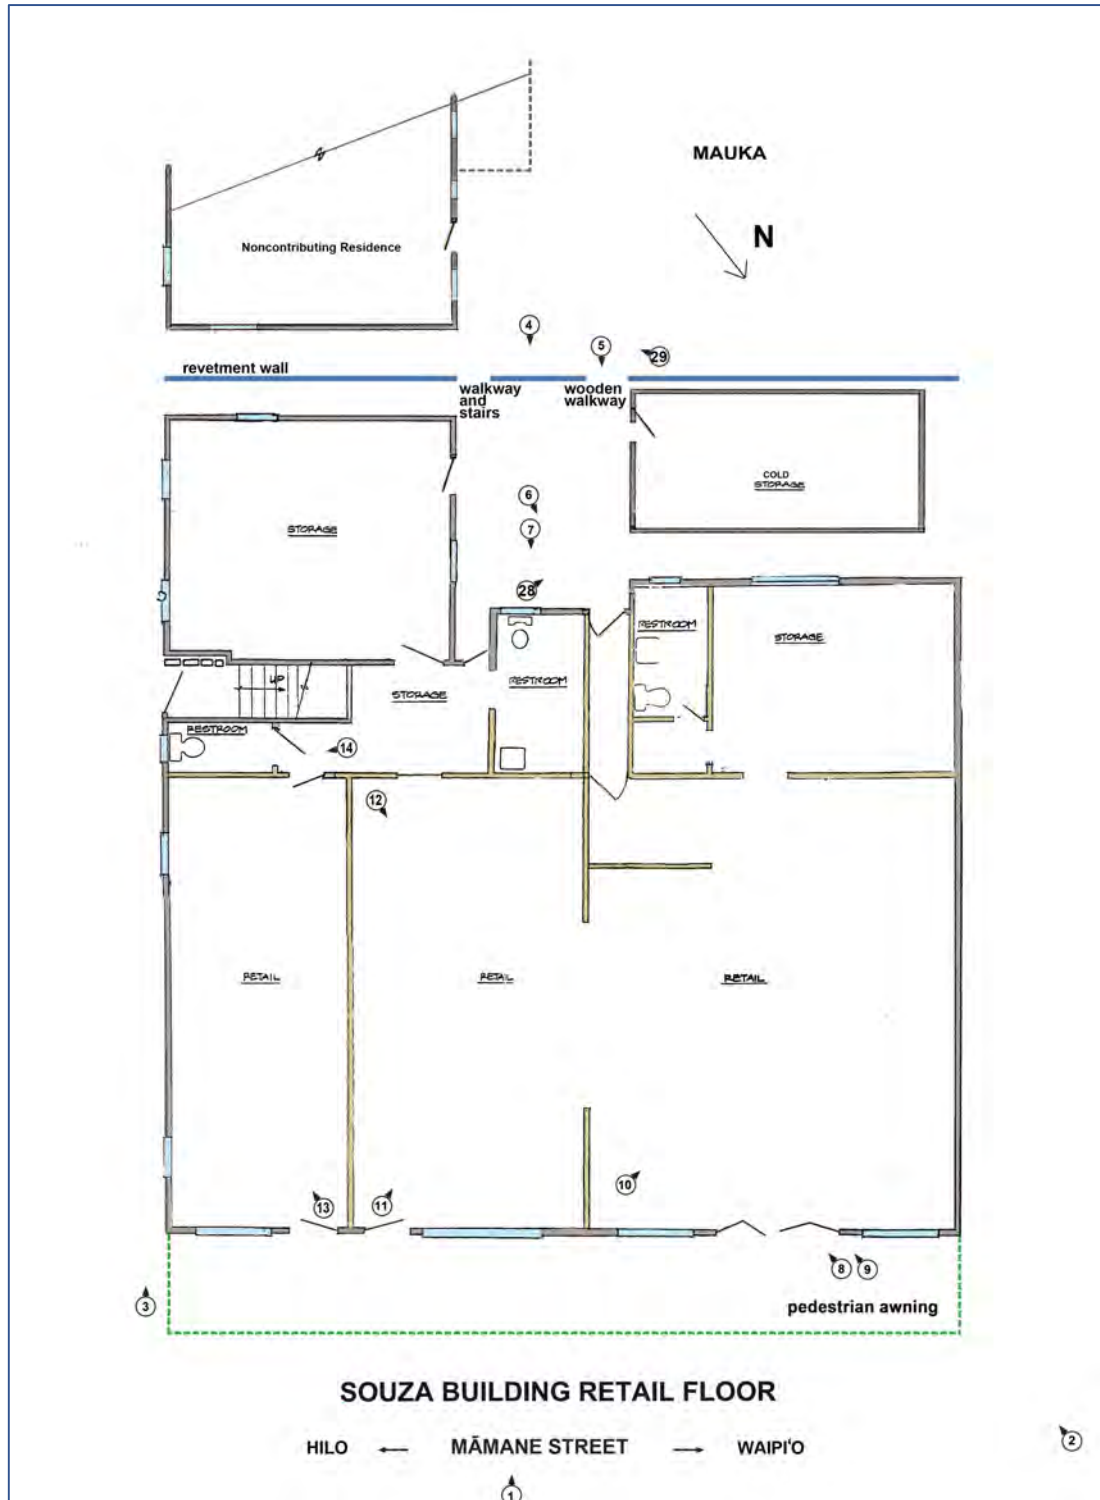 MAUKA
N
Noncontributing Residence
4
5
29
revetment wall
walkway
and
stairs
wooden
walkway
COLD
STORAGE
6
7
STORAGE
28
RESTROOM
STORAGE
UP
STORAGE
RESTROOM
RESTROOM
14
12
RETAIL
RETAIL
RETAIL
10
13
11
8
9
3
pedestrian awning
SOUZA BUILDING RETAIL FLOOR
HILO ← MĀMANE STREET → WAIPI'O
2
1